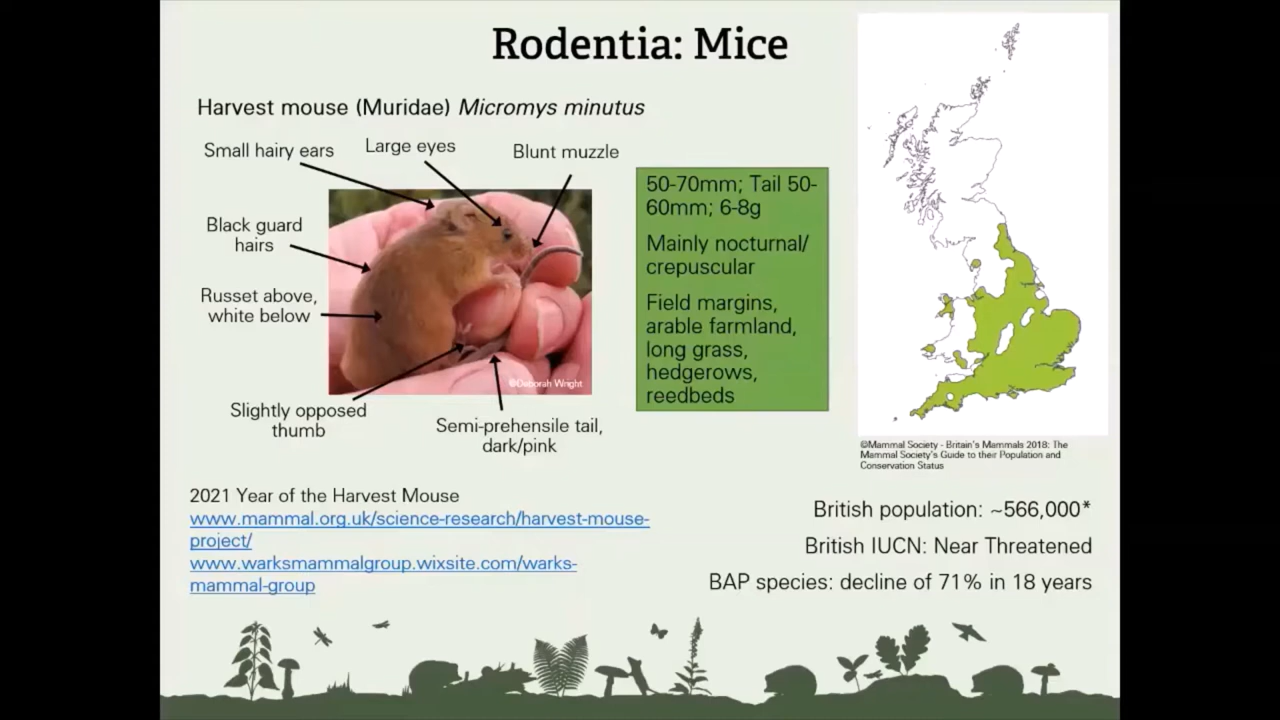 Rodentia: Mice
Harvest mouse (Muridae) Micromys minutus
Small hairy ears
Large eyes
Blunt muzzle
Black guard
hairs
Russet above,
white below
Slightly opposed
thumb
Semi-prehensile tail,
dark/pink
©Deborah Wright
50-70mm; Tail 50-
60mm; 6-8g
Mainly nocturnal/
crepuscular
Field margins,
arable farmland,
long grass,
hedgerows,
reedbeds
©Mammal Society - Britain's Mammals 2018: The
Mammal Society's Guide to their Population and
Conservation Status
2021 Year of the Harvest Mouse
www.mammal.org.uk/science-research/harvest-mouse-
project/
www.warksmammalgroup.wixsite.com/warks-
mammal-group
British population: ~566,000*
British IUCN: Near Threatened
BAP species: decline of 71% in 18 years